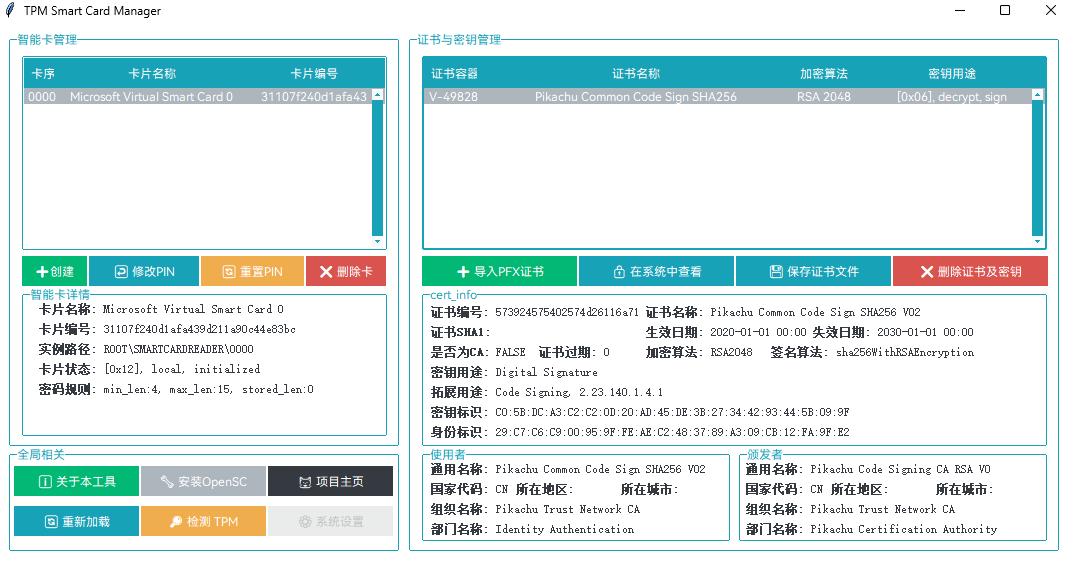 TPM Smart Card Manager
智能卡管理
卡序 卡片名称 卡片编号
0000 Microsoft Virtual Smart Card 0 31107f240d1afa43
创建 修改PIN 重置PIN 删除卡
智能卡详情
卡片名称: Microsoft Virtual Smart Card 0
卡片编号: 31107f240d1afa439d211a90c44e83bc
实例路径: ROOT\SMARTCARDREADER\0000
卡片状态: [0x12], local, initialized
密码规则: min_len:4, max_len:15, stored_len:0
全局相关
关于本工具 安装OpenSC 项目主页
重新加载 检测 TPM 系统设置
证书与密钥管理
证书容器 证书名称 加密算法 密钥用途
V-49828 Pikachu Common Code Sign SHA256 RSA 2048 [0x06], decrypt, sign
导入PFX证书 在系统中查看 保存证书文件 删除证书及密钥
cert_info
证书编号: 573924575402574d26116a71 证书名称: Pikachu Common Code Sign SHA256 V02
证书SHA1: 生效日期: 2020-01-01 00:00 失效日期: 2030-01-01 00:00
是否为CA: FALSE 证书过期: 0 加密算法: RSA2048 签名算法: sha256WithRSAEncryption
密钥用途: Digital Signature
拓展用途: Code Signing, 2.23.140.1.4.1
密钥标识: C0:5B:DC:A3:C2:C2:0D:20:AD:45:DE:3B:27:34:42:93:44:5B:09:9F
身份标识: 29:C7:C6:C9:00:95:9F:FE:AE:C2:48:37:89:A3:09:CB:12:FA:9F:E2
使用者
通用名称: Pikachu Common Code Sign SHA256 V02
国家代码: CN 所在地区: 所在城市:
组织名称: Pikachu Trust Network CA
部门名称: Identity Authentication
颁发者
通用名称: Pikachu Code Signing CA RSA V0
国家代码: CN 所在地区: 所在城市:
组织名称: Pikachu Trust Network CA
部门名称: Pikachu Certification Authority